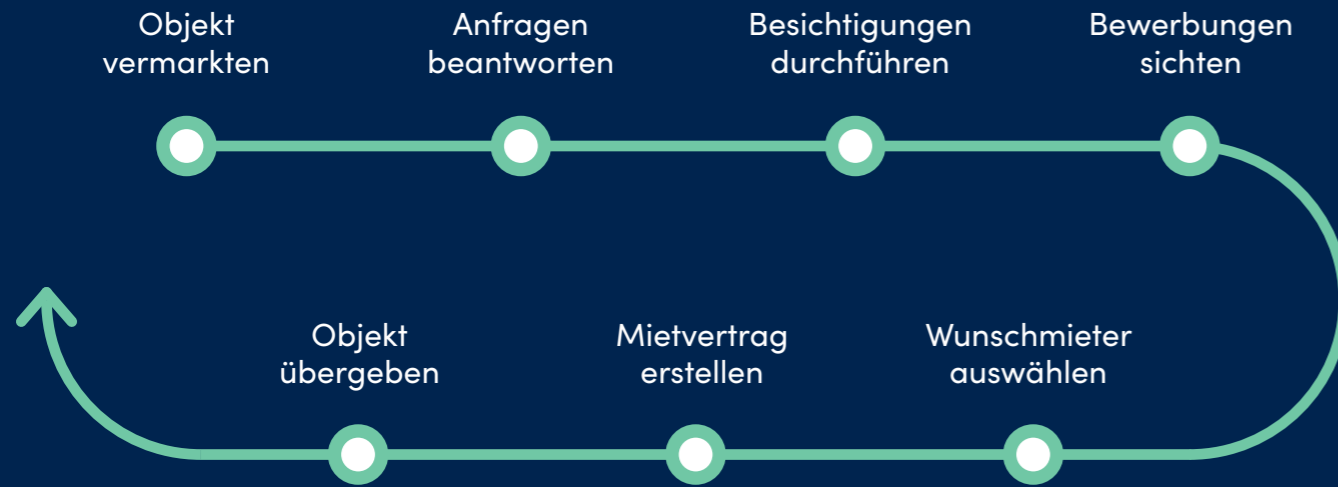 Objekt
vermarkten
Anfragen
beantworten
Besichtigungen
durchführen
Bewerbungen
sichten
Objekt
übergeben
Mietvertrag
erstellen
Wunschmieter
auswählen